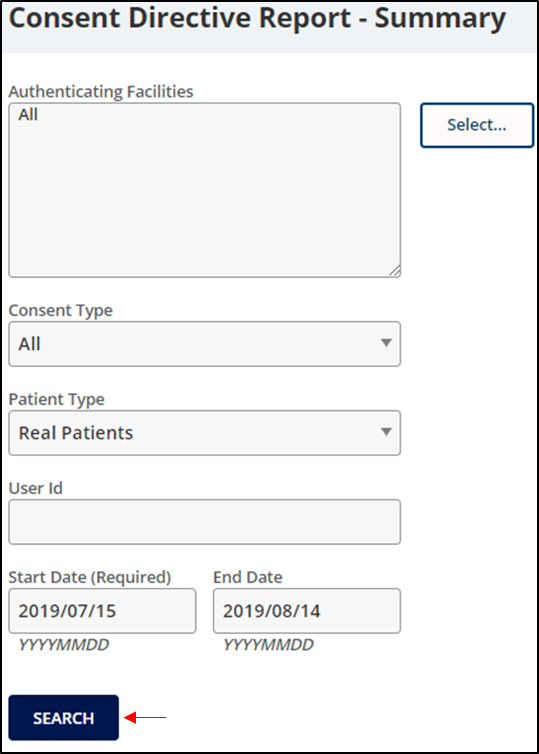 Consent Directive Report - Summary
Authenticating Facilities
All
Select...
Consent Type
All
Patient Type
Real Patients
User Id
Start Date (Required) End Date
2019/07/15 2019/08/14
YYYYMMDD YYYYMMDD
SEARCH